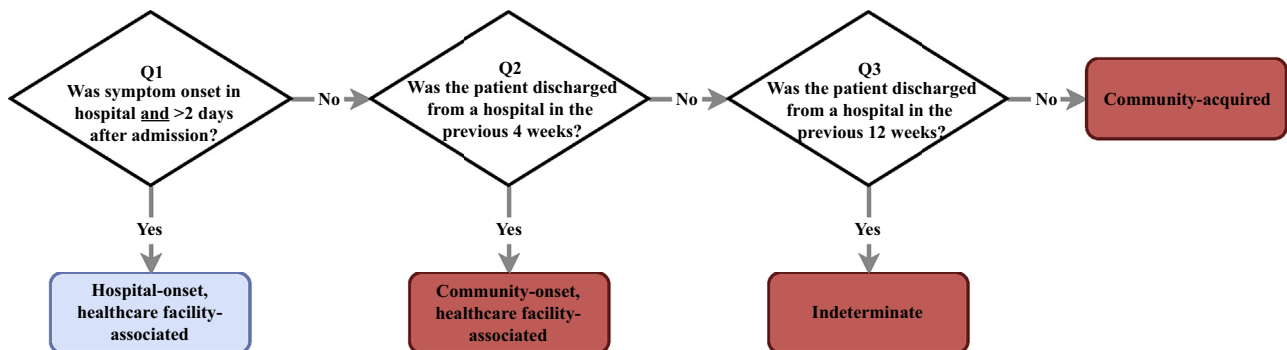 Q1
Was symptom onset in
hospital and >2 days
after admission?
No
Q2
Was the patient discharged
from a hospital in the
previous 4 weeks?
No
Q3
Was the patient discharged
from a hospital in the
previous 12 weeks?
No
Community-acquired
Yes
Yes
Yes
Hospital-onset,
healthcare facility-
associated
Community-onset,
healthcare facility-
associated
Indeterminate